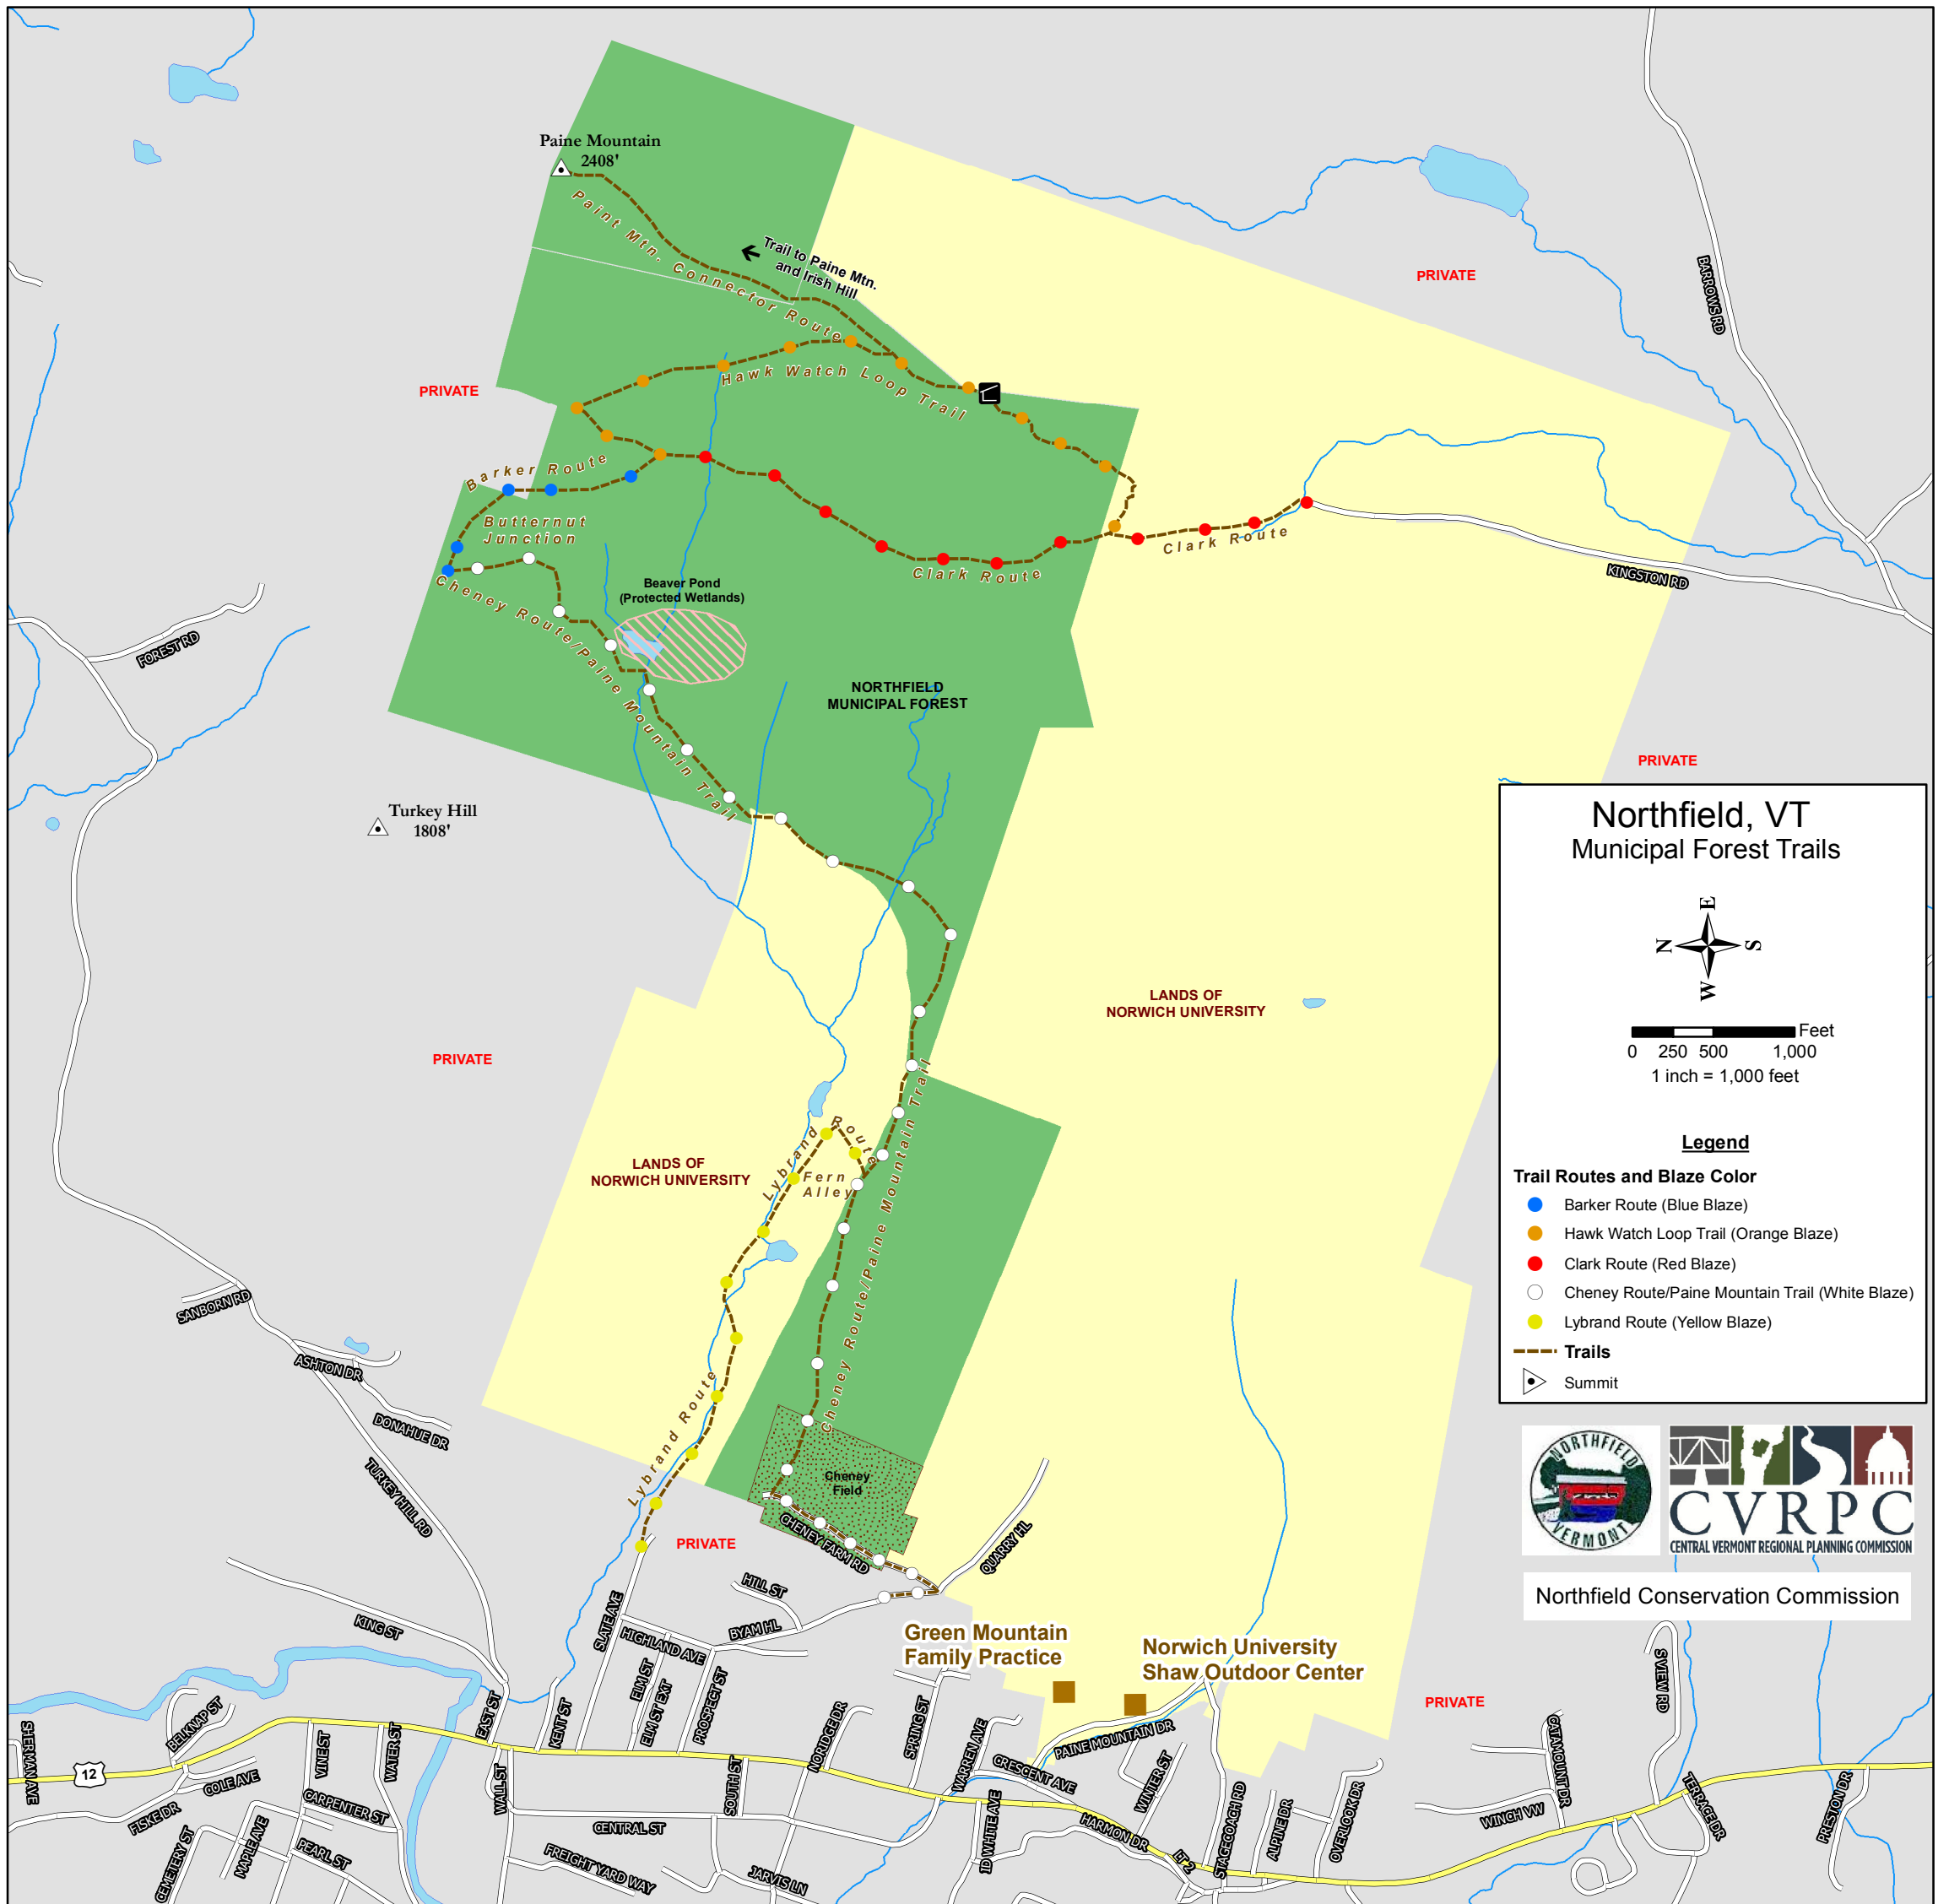 Paine Mountain
2408'
Paint Mtn. Connector Route
Trail to Paine Mtn.
and Irish Hill
PRIVATE
BARROWS RD
PRIVATE
Hawk Watch Loop Trail
Barker Route
Butternut
Junction
Clark Route
Clark Route
KINGSTON RD
Cheney Route/Paine Mountain Trail
Beaver Pond
(Protected Wetlands)
FOREST RD
NORTHFIELD
MUNICIPAL FOREST
PRIVATE
Turkey Hill
1808'
Northfield, VT
Municipal Forest Trails
E
N
S
W
Feet
0 250 500 1,000
1 inch = 1,000 feet
Legend
Trail Routes and Blaze Color
Barker Route (Blue Blaze)
Hawk Watch Loop Trail (Orange Blaze)
Clark Route (Red Blaze)
Cheney Route/Paine Mountain Trail (White Blaze)
Lybrand Route (Yellow Blaze)
Trails
Summit
LANDS OF
NORWICH UNIVERSITY
PRIVATE
LANDS OF
NORWICH UNIVERSITY
Lybrand Route
Fern
Alley
Cheney Route/Paine Mountain Trail
SANBORN RD
ASHTON DR
DONAHUE DR
TURKEY HILL RD
Lybrand Route
Cheney
Field
PRIVATE
CHENEY FARM RD
QUARRY HL
NORTHFIELD
VERMONT
CVRPC
CENTRAL VERMONT REGIONAL PLANNING COMMISSION
Northfield Conservation Commission
HILL ST
BYAM HL
KING ST
SLATE AVE
HIGHLAND AVE
ELM ST
ELM ST EXT
PROSPECT ST
Green Mountain
Family Practice
Norwich University
Shaw Outdoor Center
PRIVATE
S VIEW RD
SHERMAN AVE
BELKNAP ST
12
VINE ST
WATER ST
EAST ST
KENT ST
NORIDGE DR
SPRING ST
WARREN AVE
CRESCENT AVE
PAINE MOUNTAIN DR
WINTER ST
CATAMOUNT DR
COLE AVE
FISKE DR
CARPENTER ST
WALL ST
SOUTH ST
CENTRAL ST
ID WHITE AVE
HARMON DR
LT 2
STAGECOACH RD
ALPINE DR
OVERLOOK DR
WINCH VW
TERRACE DR
PRESTON DR
CEMETERY ST
MAPLE AVE
PEARL ST
FREIGHT YARD WAY
JARVIS LN